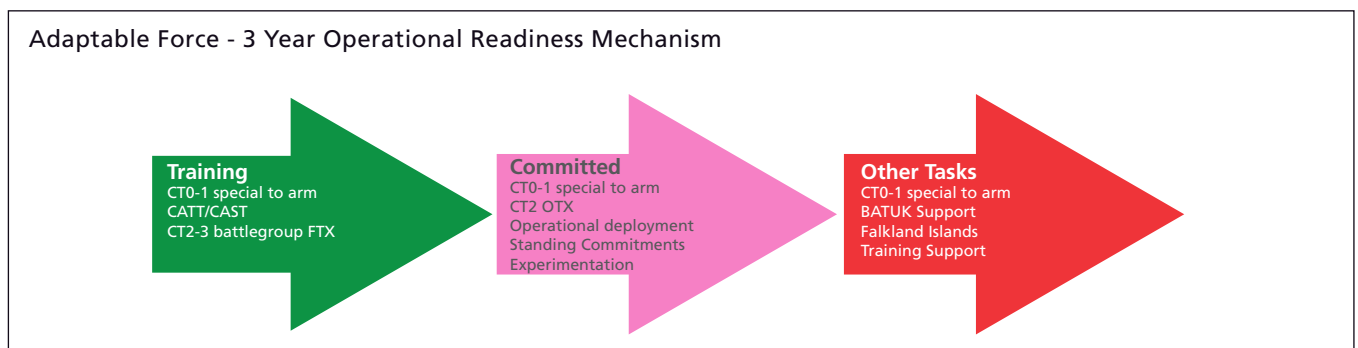 Adaptable Force - 3 Year Operational Readiness Mechanism
Training
CT0-1 special to arm
CATT/CAST
CT2-3 battlegroup FTX
Committed
CT0-1 special to arm
CT2 OTX
Operational deployment
Standing Commitments
Experimentation
Other Tasks
CT0-1 special to arm
BATUK Support
Falkland Islands
Training Support